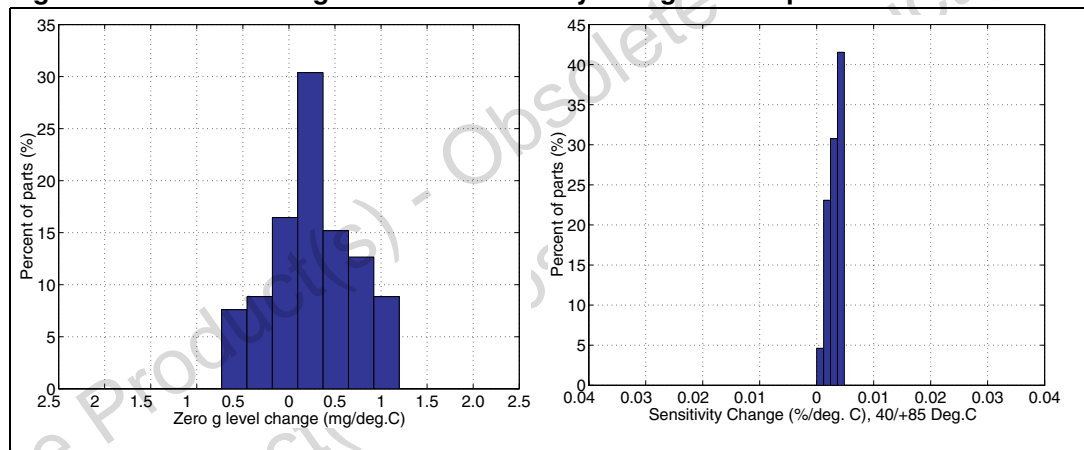 35
30
25
20
15
10
5
0
Percent of parts (%)
2.5 2 1.5 1 0.5 0 0.5 1 1.5 2 2.5
Zero g level change (mg/deg.C)
45
40
35
30
25
20
15
10
5
0
Percent of parts (%)
0.04 0.03 0.02 0.01 0 0.01 0.02 0.03 0.04
Sensitivity Change (%/deg. C), 40/+85 Deg.C
Product(s) - Obsolete